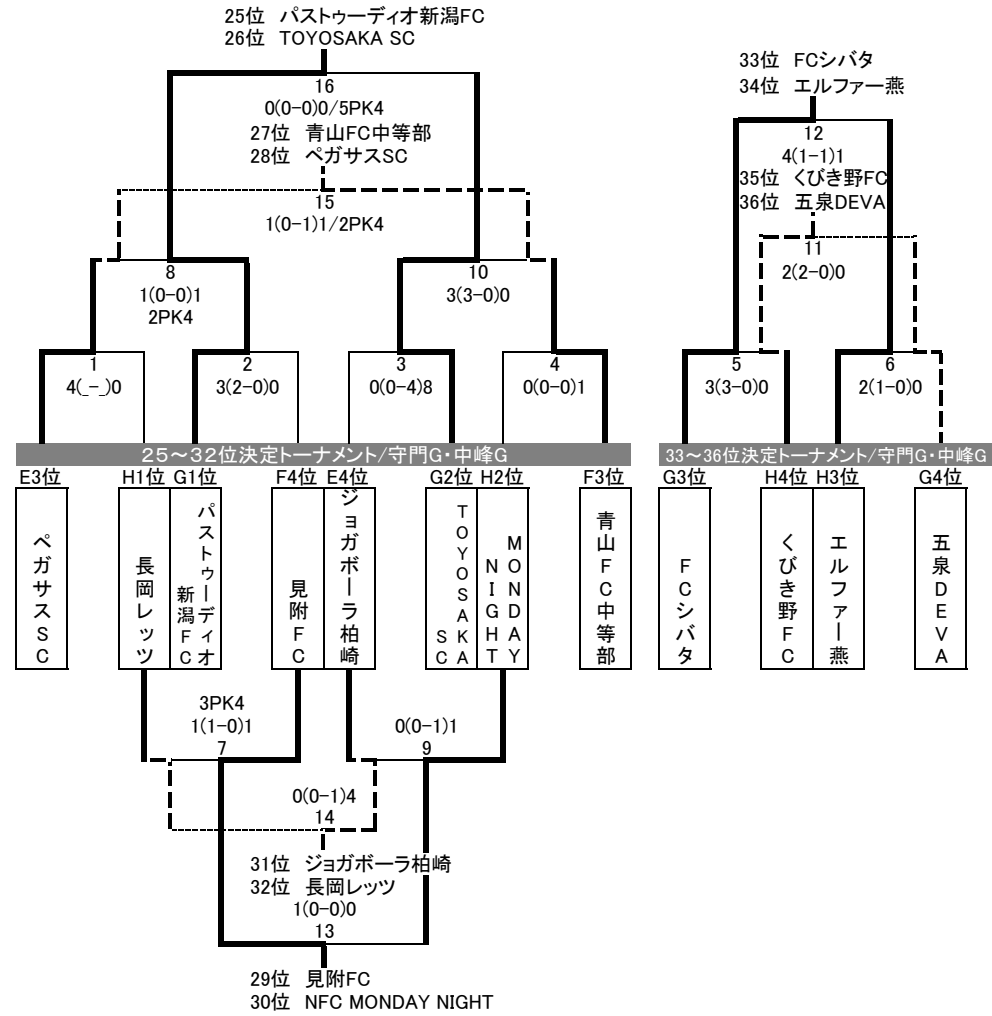 25位 パストゥーディオ新潟FC
26位 TOYOSAKA SC
16
0(0-0)0/5PK4
27位 青山FC中等部
28位 ペガサスSC
15
1(0-1)1/2PK4
8
1(0-0)1
2PK4
10
3(3-0)0
1
4(_-_)0
2
3(2-0)0
3
0(0-4)8
4
0(0-0)1
33位 FCシバタ
34位 エルファー燕
12
4(1-1)1
35位 くびき野FC
36位 五泉DEVA
11
2(2-0)0
5
3(3-0)0
6
2(1-0)0
25～32位決定トーナメント/守門G・中峰G
33～36位決定トーナメント/守門G・中峰G
E3位 H1位 G1位 F4位 E4位 G2位 H2位 F3位 G3位 H4位 H3位 G4位
ペガサスSC
長岡レッツ
パストゥーディオ
新潟FC
見附FC
ジョガボーラ柏崎
TOYOSAKA
SC
MONDAY
NIGHT
青山FC中等部
FCシバタ
くびき野FC
エルファー燕
五泉DEVA
3PK4
1(1-0)1
7
0(0-1)1
9
0(0-1)4
14
31位 ジョガボーラ柏崎
32位 長岡レッツ
1(0-0)0
13
29位 見附FC
30位 NFC MONDAY NIGHT